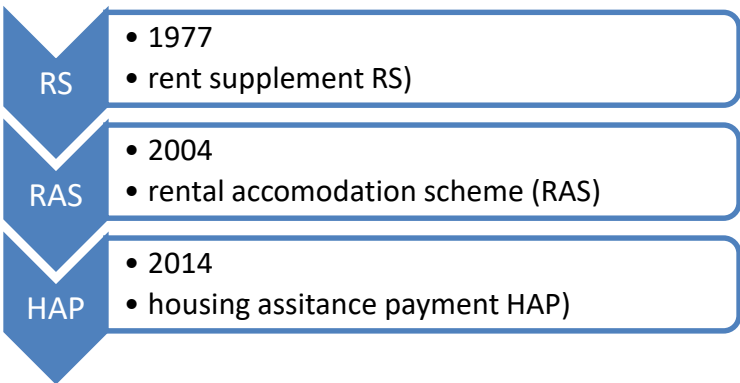 RS
• 1977
• rent supplement RS)
RAS
• 2004
• rental accomodation scheme (RAS)
HAP
• 2014
• housing assitance payment HAP)